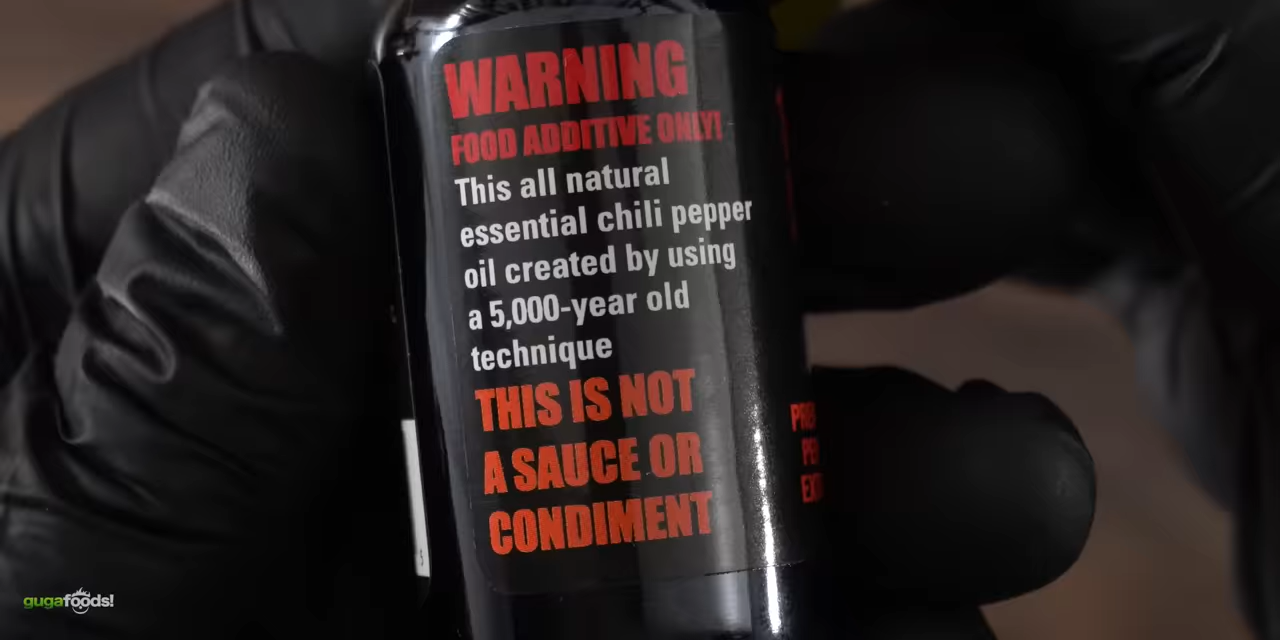 WARNING
FOOD ADDITIVE ONLY!
This all natural
essential chili pepper
oil created by using
a 5,000-year old
technique
THIS IS NOT
A SAUCE OR
CONDIMENT
gugafoods!